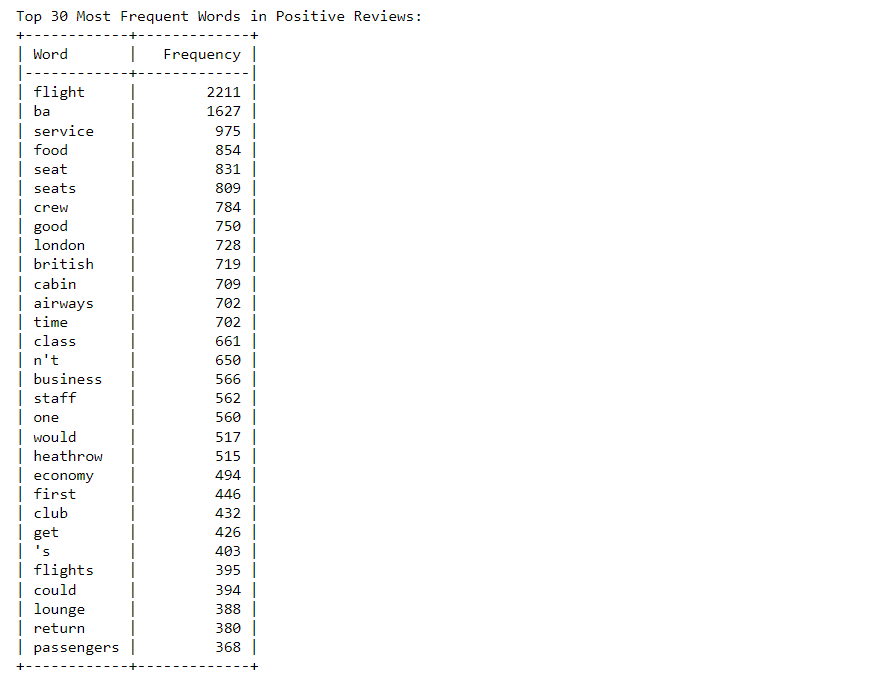 Top 30 Most Frequent Words in Positive Reviews:
+------------+-------------+
| Word       |   Frequency |
|------------+-------------|
| flight     |        2211 |
| ba         |        1627 |
| service    |         975 |
| food       |         854 |
| seat       |         831 |
| seats      |         809 |
| crew       |         784 |
| good       |         750 |
| london     |         728 |
| british    |         719 |
| cabin      |         709 |
| airways    |         702 |
| time       |         702 |
| class      |         661 |
| n't        |         650 |
| business   |         566 |
| staff      |         562 |
| one        |         560 |
| would      |         517 |
| heathrow   |         515 |
| economy    |         494 |
| first      |         446 |
| club       |         432 |
| get        |         426 |
| 's         |         403 |
| flights    |         395 |
| could      |         394 |
| lounge     |         388 |
| return     |         380 |
| passengers |         368 |
+------------+-------------+